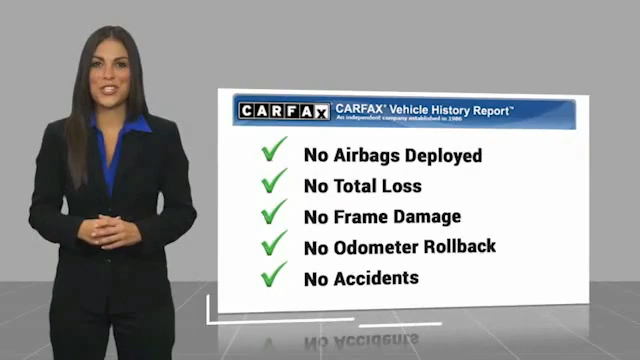 CARFAX CARFAX® Vehicle History Report™
An independent company established in 1986
No Airbags Deployed
No Total Loss
No Frame Damage
No Odometer Rollback
No Accidents